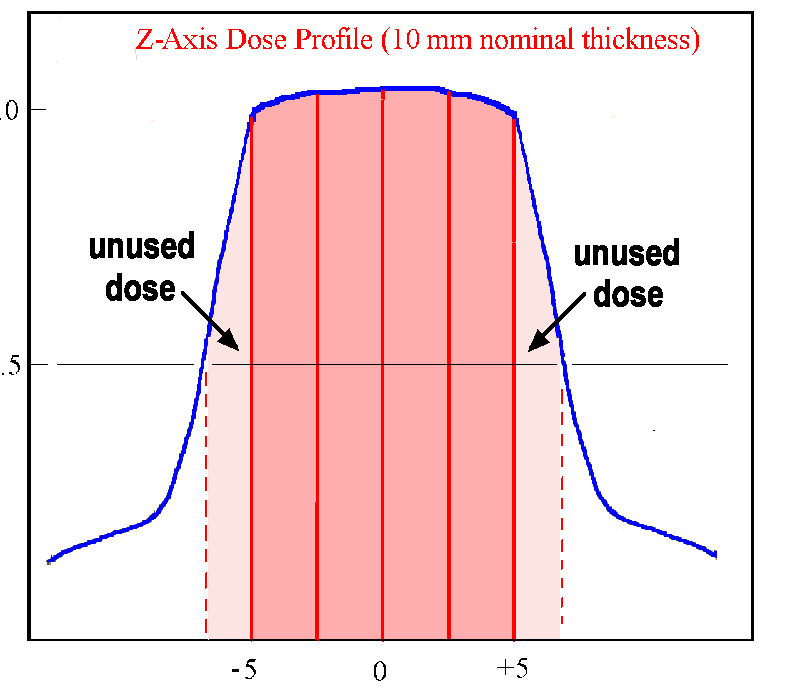 Z-Axis Dose Profile (10 mm nominal thickness)
.0
unused
dose
unused
dose
.5
-5
0
+5